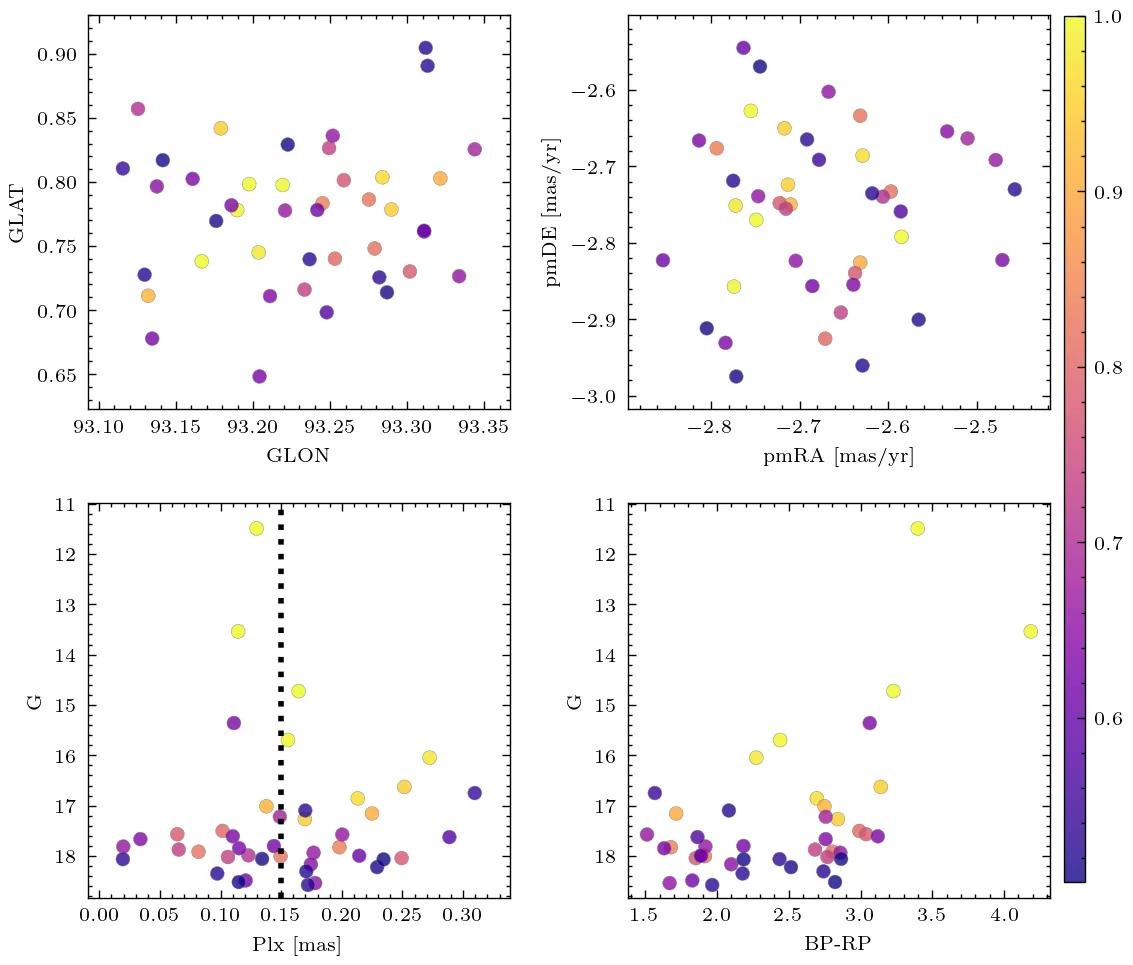 0.90
0.85
0.80
0.75
0.70
0.65
GLAT
93.10 93.15 93.20 93.25 93.30 93.35
GLON
−2.6
−2.7
−2.8
−2.9
−3.0
pmDE [mas/yr]
−2.8 −2.7 −2.6 −2.5
pmRA [mas/yr]
1.0
0.9
0.8
0.7
0.6
11
12
13
14
15
16
17
18
G
0.00 0.05 0.10 0.15 0.20 0.25 0.30
Plx [mas]
11
12
13
14
15
16
17
18
G
1.5 2.0 2.5 3.0 3.5 4.0
BP-RP